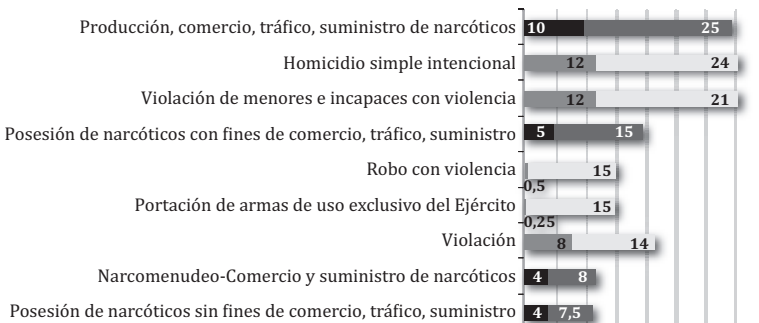 Producción, comercio, tráfico, suministro de narcóticos 10 25
Homicidio simple intencional 12 24
Violación de menores e incapaces con violencia 12 21
Posesión de narcóticos con fines de comercio, tráfico, suministro 5 15
Robo con violencia 15
0,5
Portación de armas de uso exclusivo del Ejército 15
0,25
Violación 8 14
Narcomenudeo-Comercio y suministro de narcóticos 4 8
Posesión de narcóticos sin fines de comercio, tráfico, suministro 4 7,5